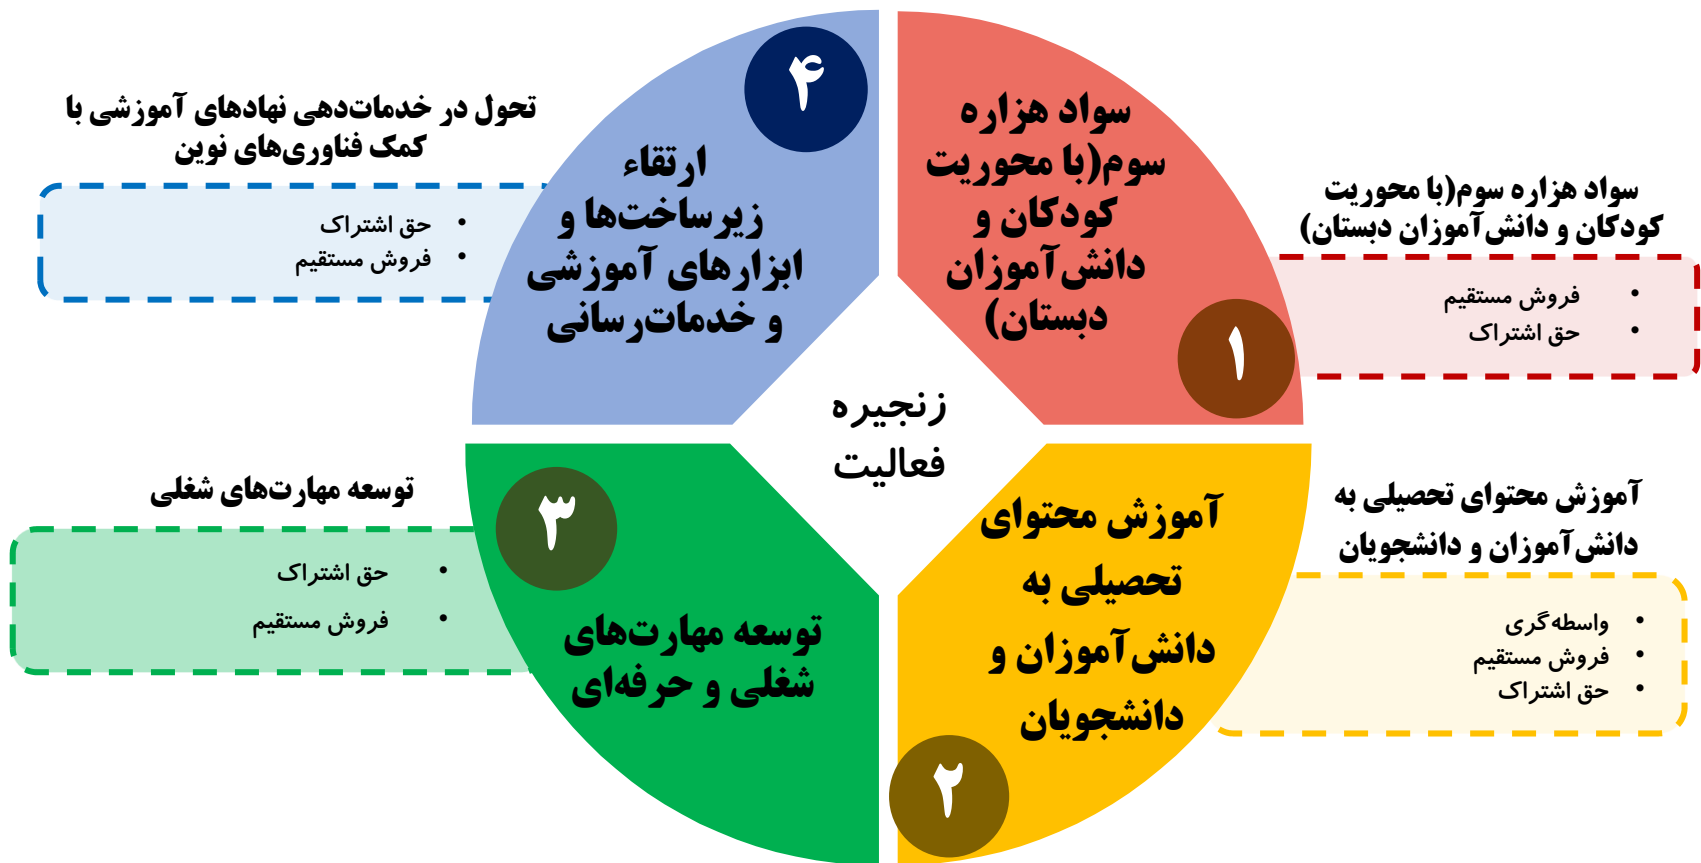 زنجیره
فعالیت
۱
سواد هزاره
سوم(با محوریت
کودکان و
دانش‌آموزان
دبستان)
سواد هزاره سوم(با محوریت
کودکان و دانش‌آموزان دبستان)
• فروش مستقیم
• حق اشتراک
۲
آموزش محتوای
تحصیلی به
دانش‌آموزان و
دانشجویان
آموزش محتوای تحصیلی به
دانش‌آموزان و دانشجویان
• واسطه‌گری
• فروش مستقیم
• حق اشتراک
۳
توسعه مهارت‌های
شغلی و حرفه‌ای
توسعه مهارت‌های شغلی
• حق اشتراک
• فروش مستقیم
۴
ارتقاء
زیرساخت‌ها و
ابزارهای آموزشی
و خدمات‌رسانی
تحول در خدمات‌دهی نهادهای آموزشی با
کمک فناوری‌های نوین
• حق اشتراک
• فروش مستقیم